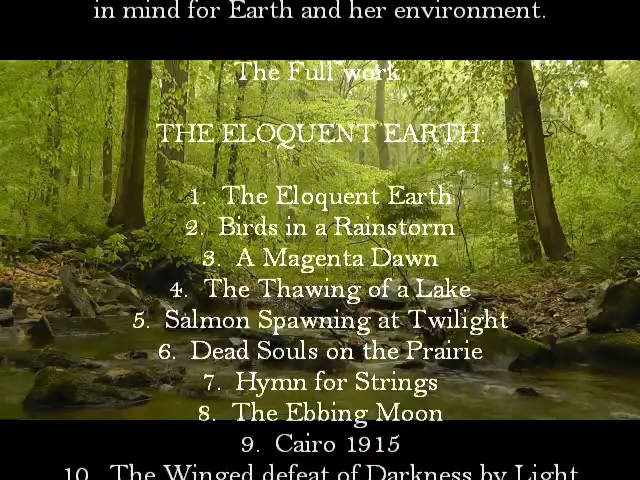 in mind for Earth and her environment.
The Full work:
THE ELOQUENT EARTH:
1. The Eloquent Earth
2. Birds in a Rainstorm
3. A Magenta Dawn
4. The Thawing of a Lake
5. Salmon Spawning at Twilight
6. Dead Souls on the Prairie
7. Hymn for Strings
8. The Ebbing Moon
9. Cairo 1915
10. The Winged defeat of Darkness by Light